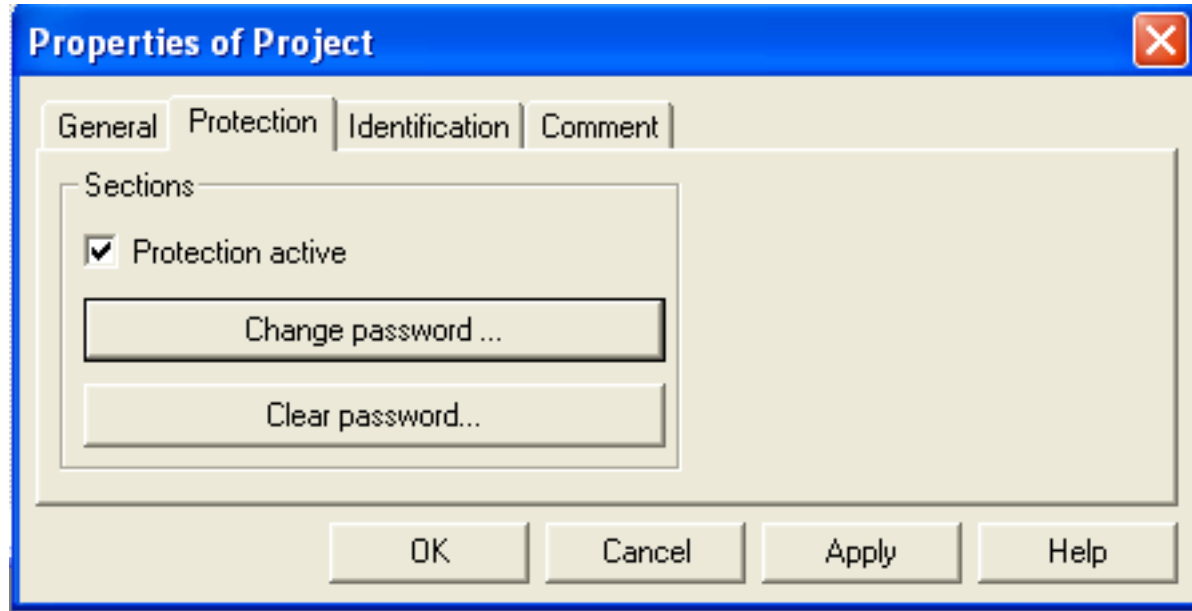 Properties of Project
General Protection Identification Comment
Sections
Protection active
Change password ...
Clear password...
OK Cancel Apply Help